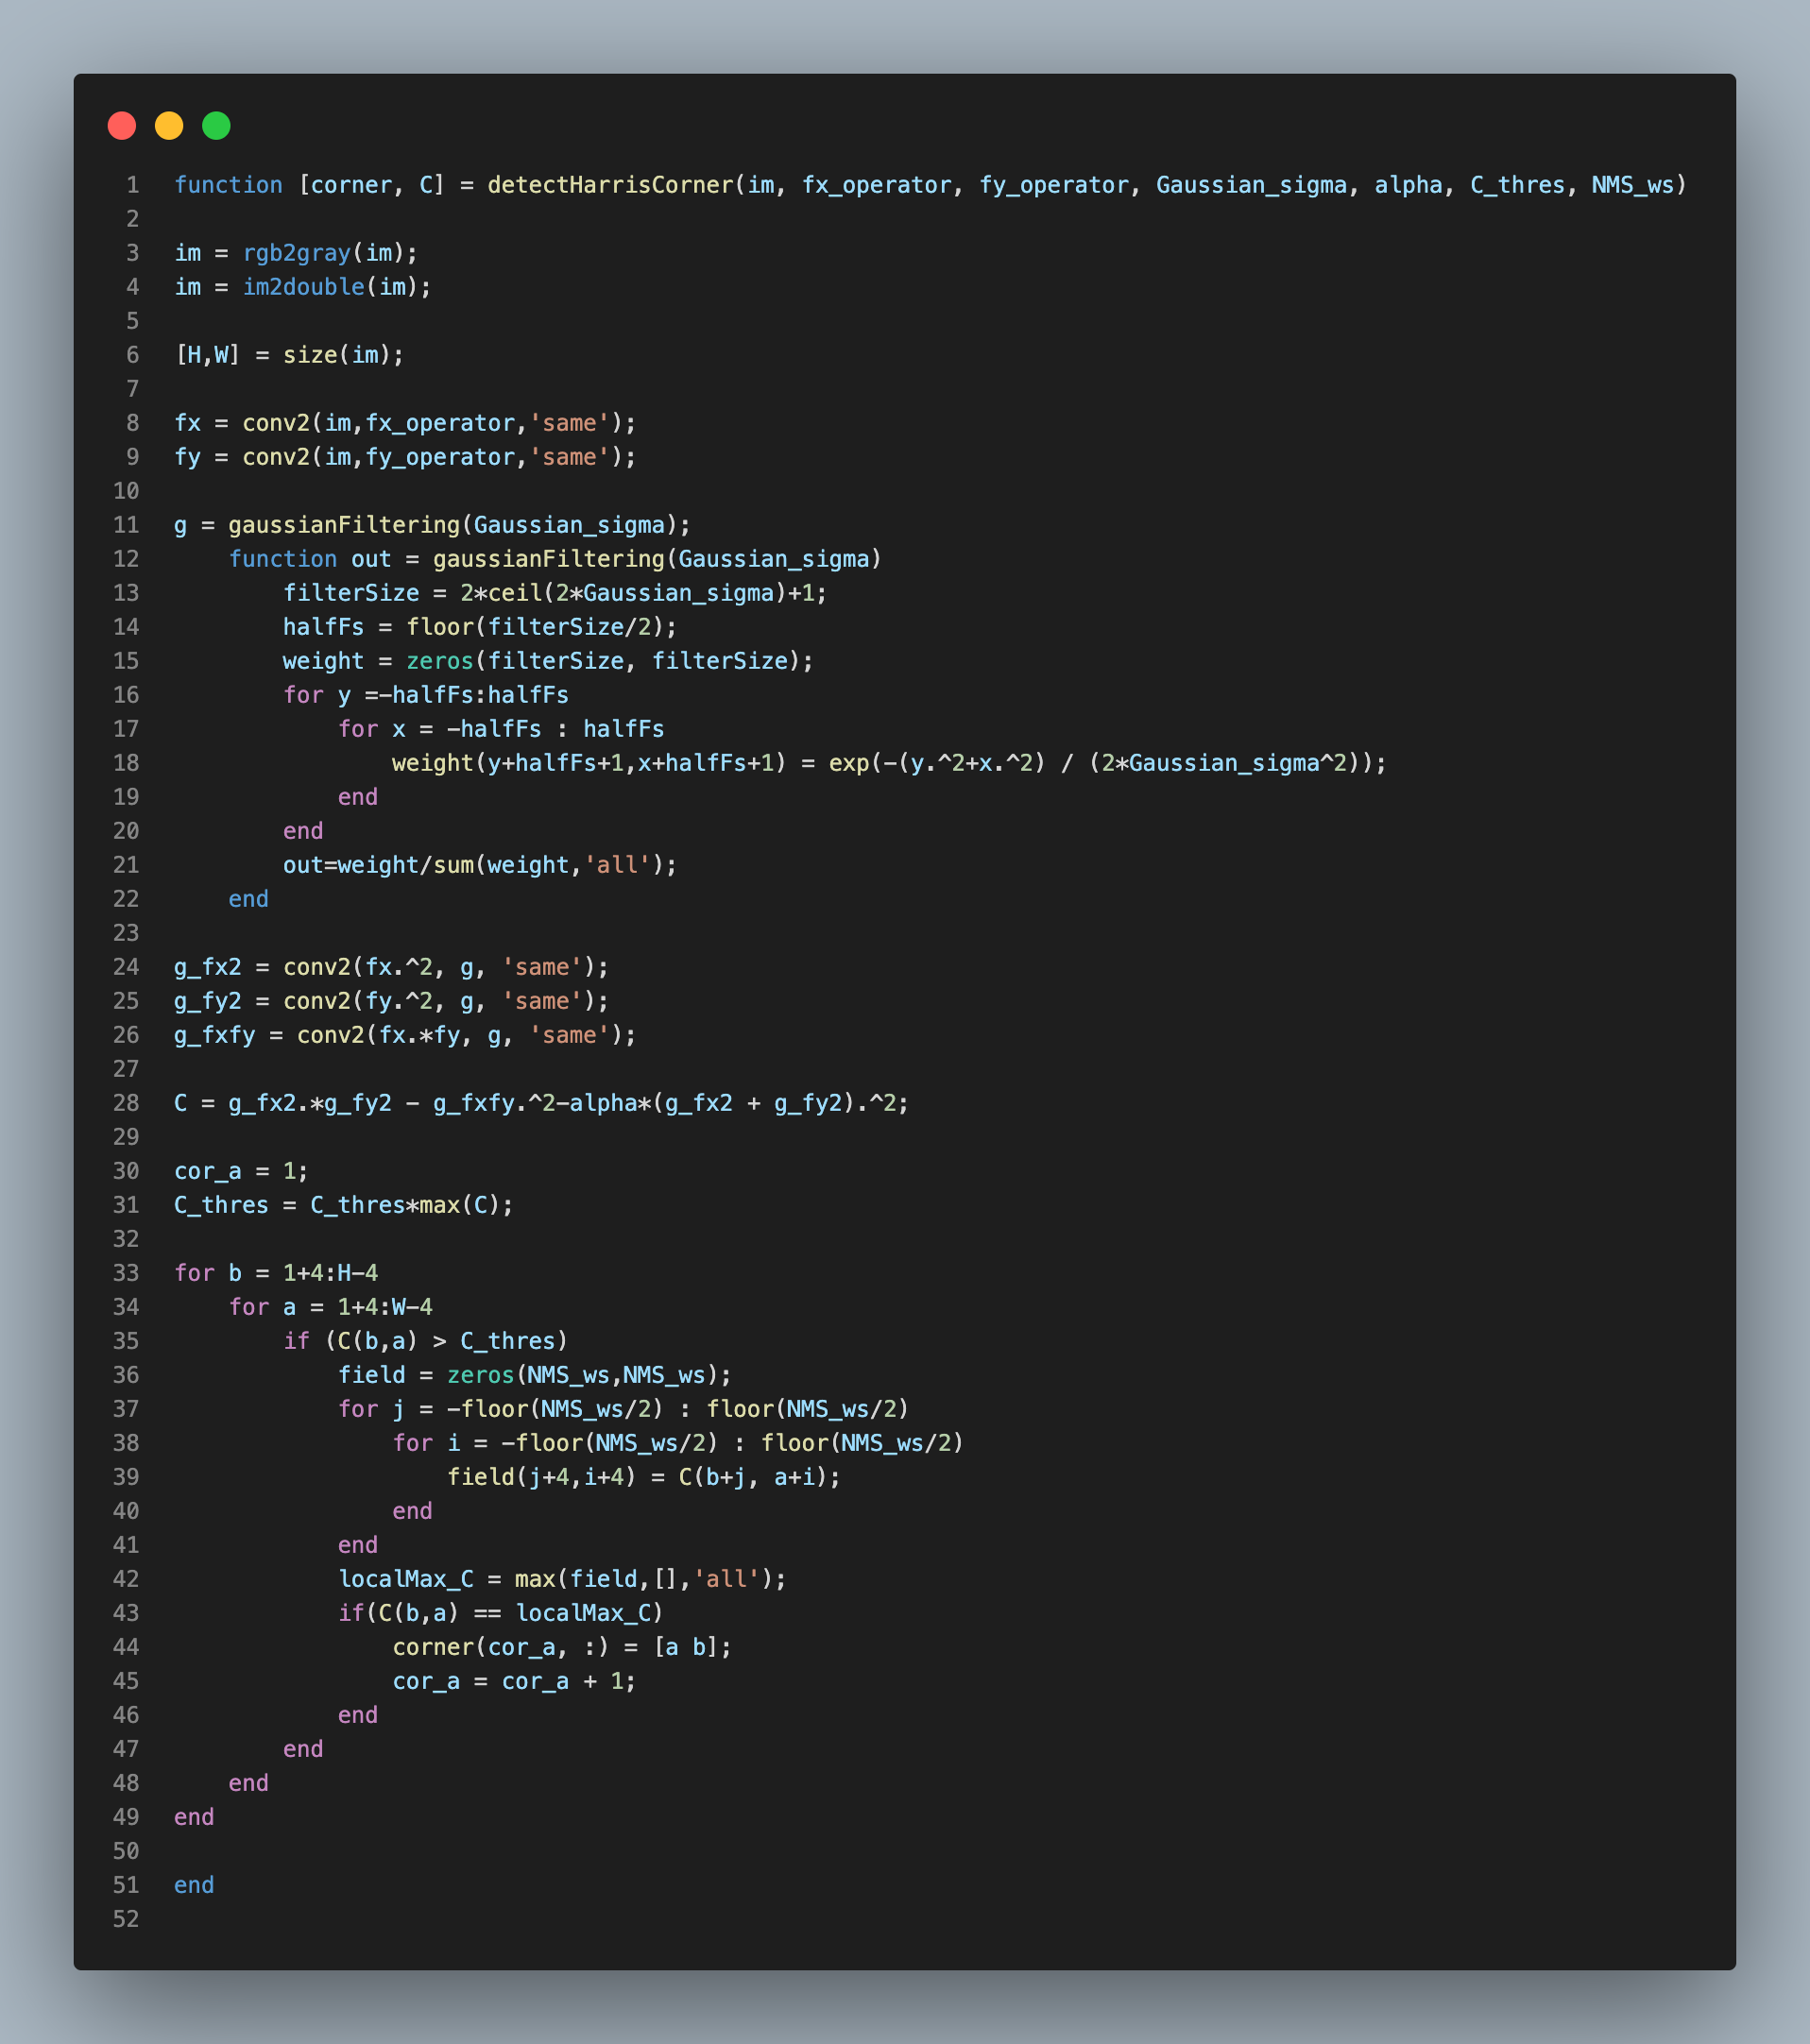 1 function [corner, C] = detectHarrisCorner(im, fx_operator, fy_operator, Gaussian_sigma, alpha, C_thres, NMS_ws)
2
3 im = rgb2gray(im);
4 im = im2double(im);
5
6 [H,W] = size(im);
7
8 fx = conv2(im,fx_operator,'same');
9 fy = conv2(im,fy_operator,'same');
10
11 g = gaussianFiltering(Gaussian_sigma);
12     function out = gaussianFiltering(Gaussian_sigma)
13         filterSize = 2*ceil(2*Gaussian_sigma)+1;
14         halfFs = floor(filterSize/2);
15         weight = zeros(filterSize, filterSize);
16         for y =-halfFs:halfFs
17             for x = -halfFs : halfFs
18                 weight(y+halfFs+1,x+halfFs+1) = exp(-(y.^2+x.^2) / (2*Gaussian_sigma^2));
19             end
20         end
21         out=weight/sum(weight,'all');
22     end
23
24 g_fx2 = conv2(fx.^2, g, 'same');
25 g_fy2 = conv2(fy.^2, g, 'same');
26 g_fxfy = conv2(fx.*fy, g, 'same');
27
28 C = g_fx2.*g_fy2 - g_fxfy.^2-alpha*(g_fx2 + g_fy2).^2;
29
30 cor_a = 1;
31 C_thres = C_thres*max(C);
32
33 for b = 1+4:H-4
34     for a = 1+4:W-4
35         if (C(b,a) > C_thres)
36             field = zeros(NMS_ws,NMS_ws);
37             for j = -floor(NMS_ws/2) : floor(NMS_ws/2)
38                 for i = -floor(NMS_ws/2) : floor(NMS_ws/2)
39                     field(j+4,i+4) = C(b+j, a+i);
40                 end
41             end
42             localMax_C = max(field,[],'all');
43             if(C(b,a) == localMax_C)
44                 corner(cor_a, :) = [a b];
45                 cor_a = cor_a + 1;
46             end
47         end
48     end
49 end
50
51 end
52